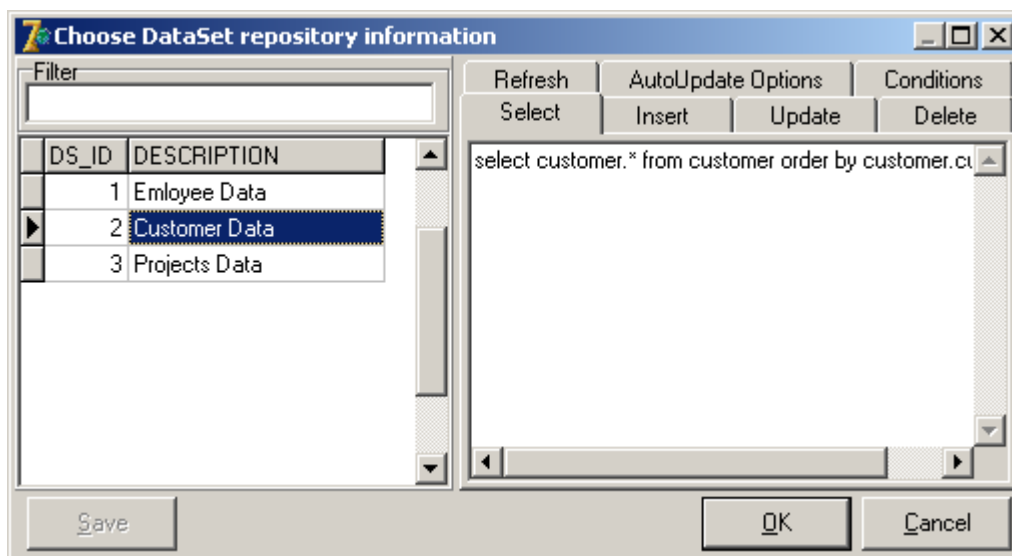 Choose DataSet repository information
Filter
Refresh AutoUpdate Options Conditions
Select Insert Update Delete
DS_ID DESCRIPTION
1 Emloyee Data
2 Customer Data
3 Projects Data
select customer.* from customer order by customer.cu
Save OK Cancel